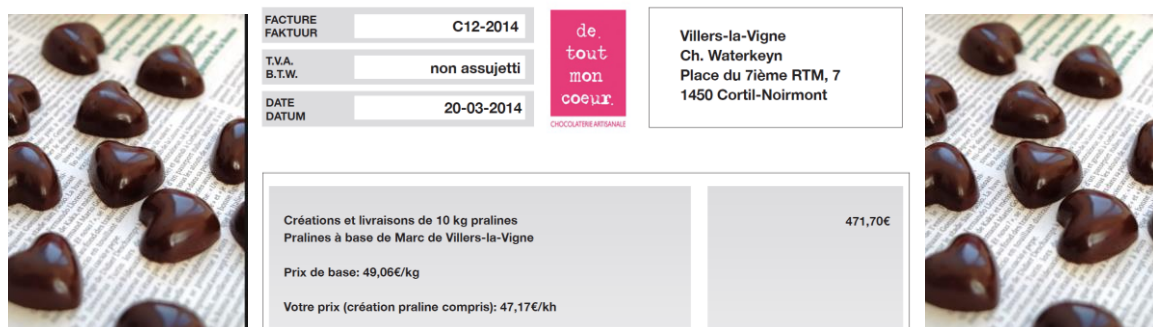 FACTURE
FAKTUUR
C12-2014
T.V.A.
B.T.W.
non assujetti
DATE
DATUM
20-03-2014
de.
tout
mon
coeur.
CHOCOLATERIE ARTISANALE
Villers-la-Vigne
Ch. Waterkeyn
Place du 7ième RTM, 7
1450 Cortil-Noirmont
Créations et livraisons de 10 kg pralines
471,70€
Pralines à base de Marc de Villers-la-Vigne
Prix de base: 49,06€/kg
Votre prix (création praline compris): 47,17€/kh